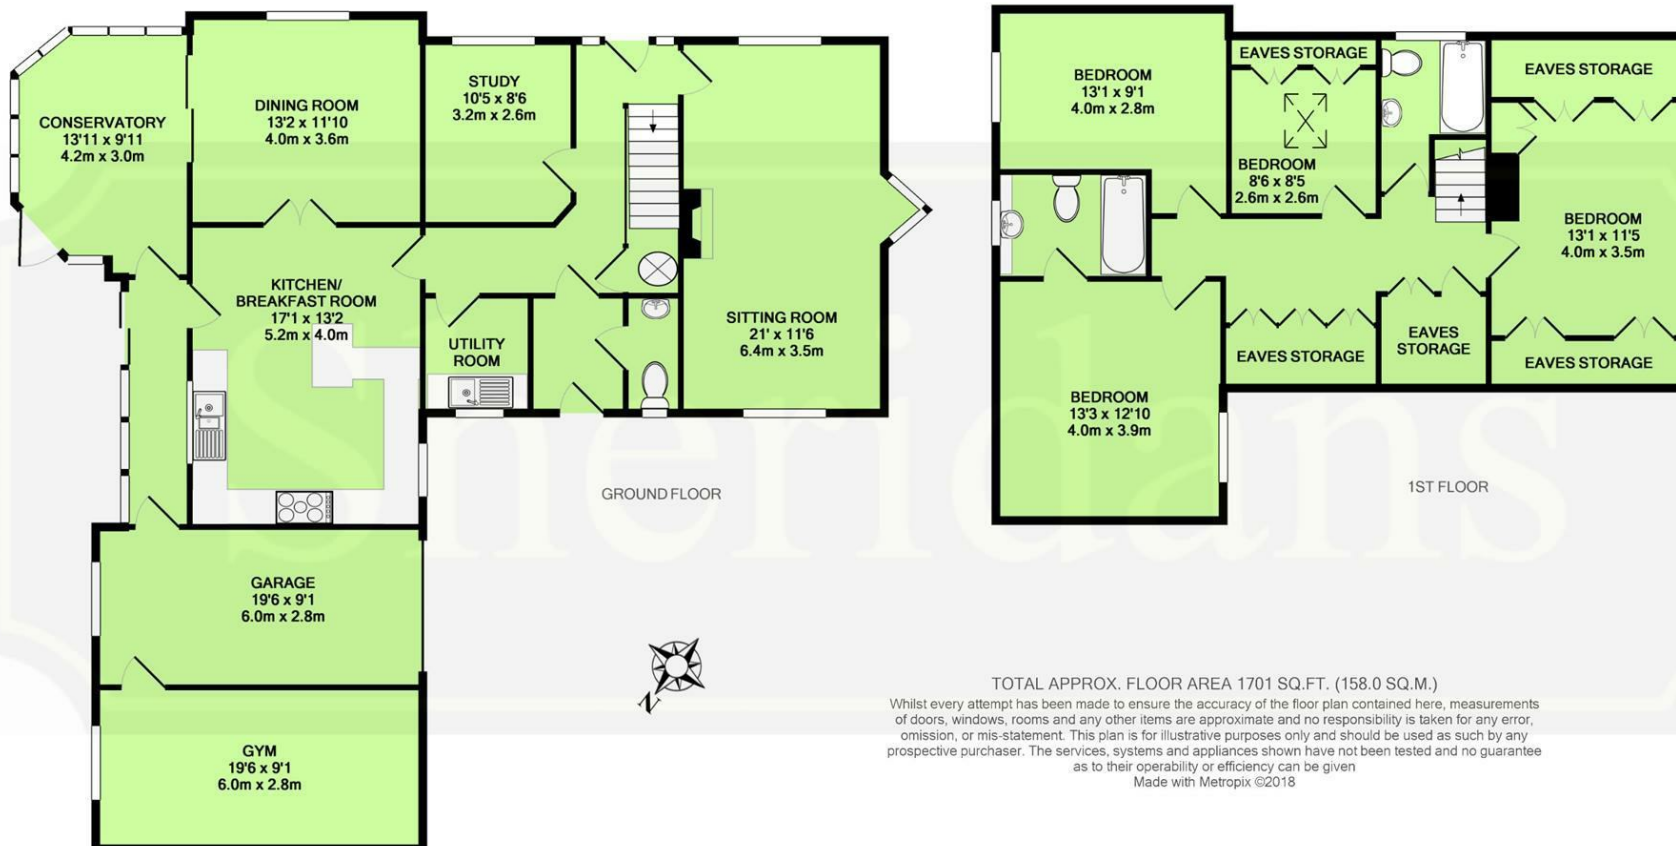 CONSERVATORY
13'11 x 9'11
4.2m x 3.0m
DINING ROOM
13'2 x 11'10
4.0m x 3.6m
STUDY
10'5 x 8'6
3.2m x 2.6m
KITCHEN/
BREAKFAST ROOM
17'1 x 13'2
5.2m x 4.0m
UTILITY
ROOM
SITTING ROOM
21' x 11'6
6.4m x 3.5m
GARAGE
19'6 x 9'1
6.0m x 2.8m
GYM
19'6 x 9'1
6.0m x 2.8m
GROUND FLOOR
BEDROOM
13'1 x 9'1
4.0m x 2.8m
EAVES STORAGE
BEDROOM
8'6 x 8'5
2.6m x 2.6m
EAVES STORAGE
BEDROOM
13'1 x 11'5
4.0m x 3.5m
EAVES STORAGE
EAVES
STORAGE
EAVES STORAGE
BEDROOM
13'3 x 12'10
4.0m x 3.9m
1ST FLOOR
Sheridans
N
TOTAL APPROX. FLOOR AREA 1701 SQ.FT. (158.0 SQ.M.)
Whilst every attempt has been made to ensure the accuracy of the floor plan contained here, measurements
of doors, windows, rooms and any other items are approximate and no responsibility is taken for any error,
omission, or mis-statement. This plan is for illustrative purposes only and should be used as such by any
prospective purchaser. The services, systems and appliances shown have not been tested and no guarantee
as to their operability or efficiency can be given
Made with Metropix ©2018